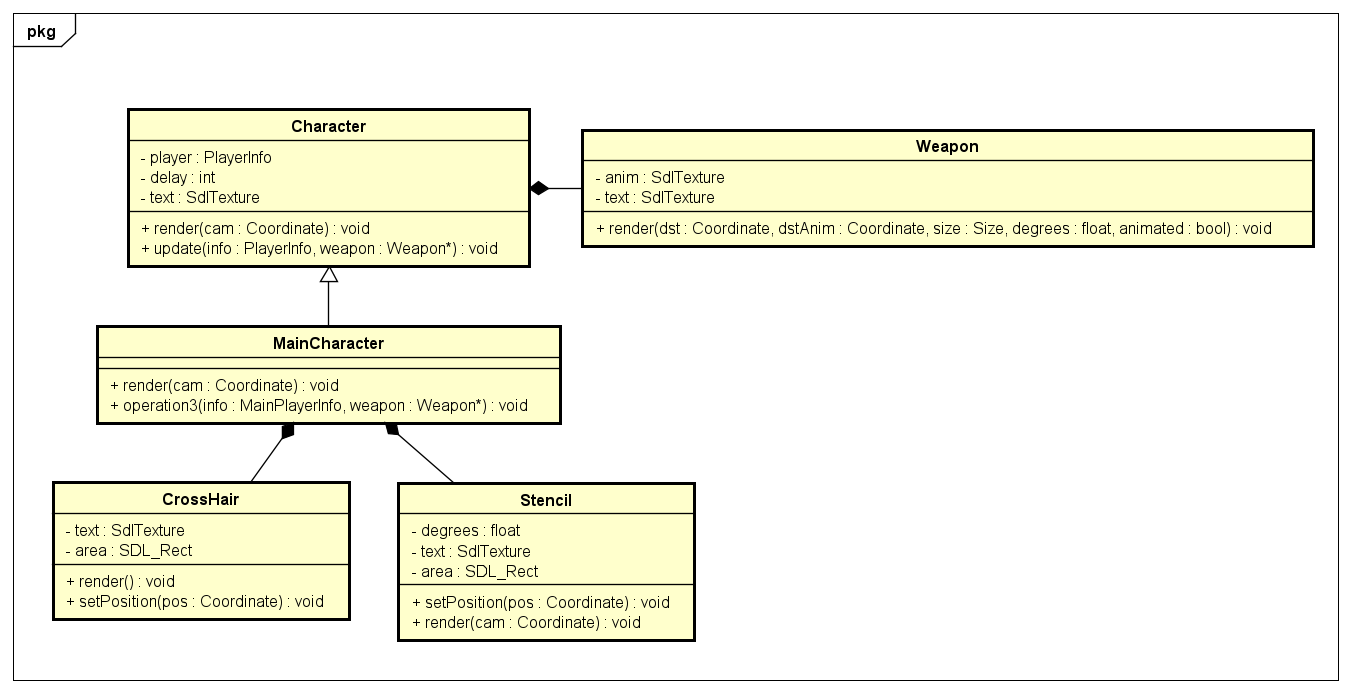 pkg
Character
- player : PlayerInfo
- delay : int
- text : SdlTexture
+ render(cam : Coordinate) : void
+ update(info : PlayerInfo, weapon : Weapon*) : void
Weapon
- anim : SdlTexture
- text : SdlTexture
+ render(dst : Coordinate, dstAnim : Coordinate, size : Size, degrees : float, animated : bool) : void
MainCharacter
+ render(cam : Coordinate) : void
+ operation3(info : MainPlayerInfo, weapon : Weapon*) : void
CrossHair
- text : SdlTexture
- area : SDL_Rect
+ render() : void
+ setPosition(pos : Coordinate) : void
Stencil
- degrees : float
- text : SdlTexture
- area : SDL_Rect
+ setPosition(pos : Coordinate) : void
+ render(cam : Coordinate) : void